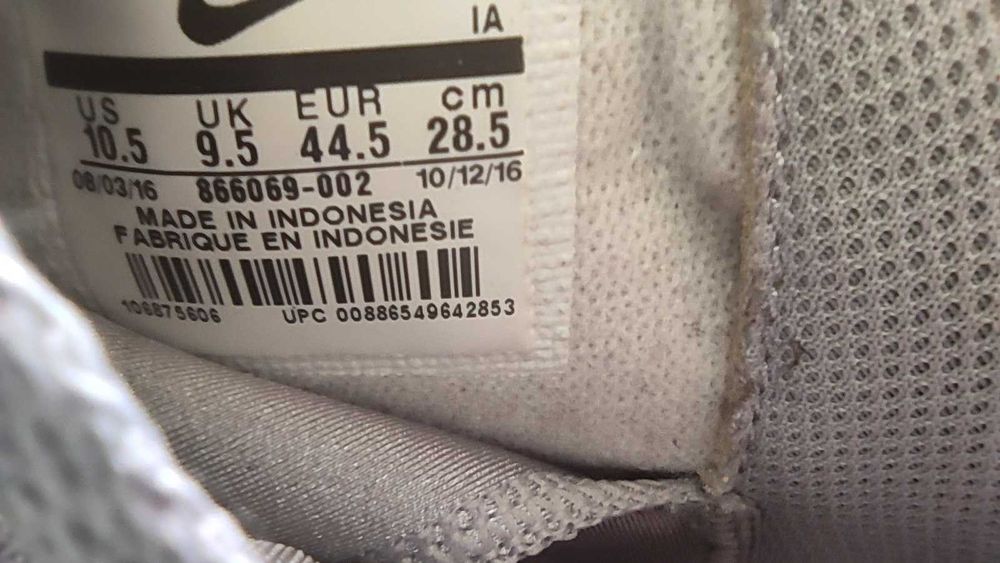 IA
US UK EUR cm
10.5 9.5 44.5 28.5
08/03/16 866069-002 10/12/16
MADE IN INDONESIA
FABRIQUE EN INDONESIE
106875606 UPC 00886549642853